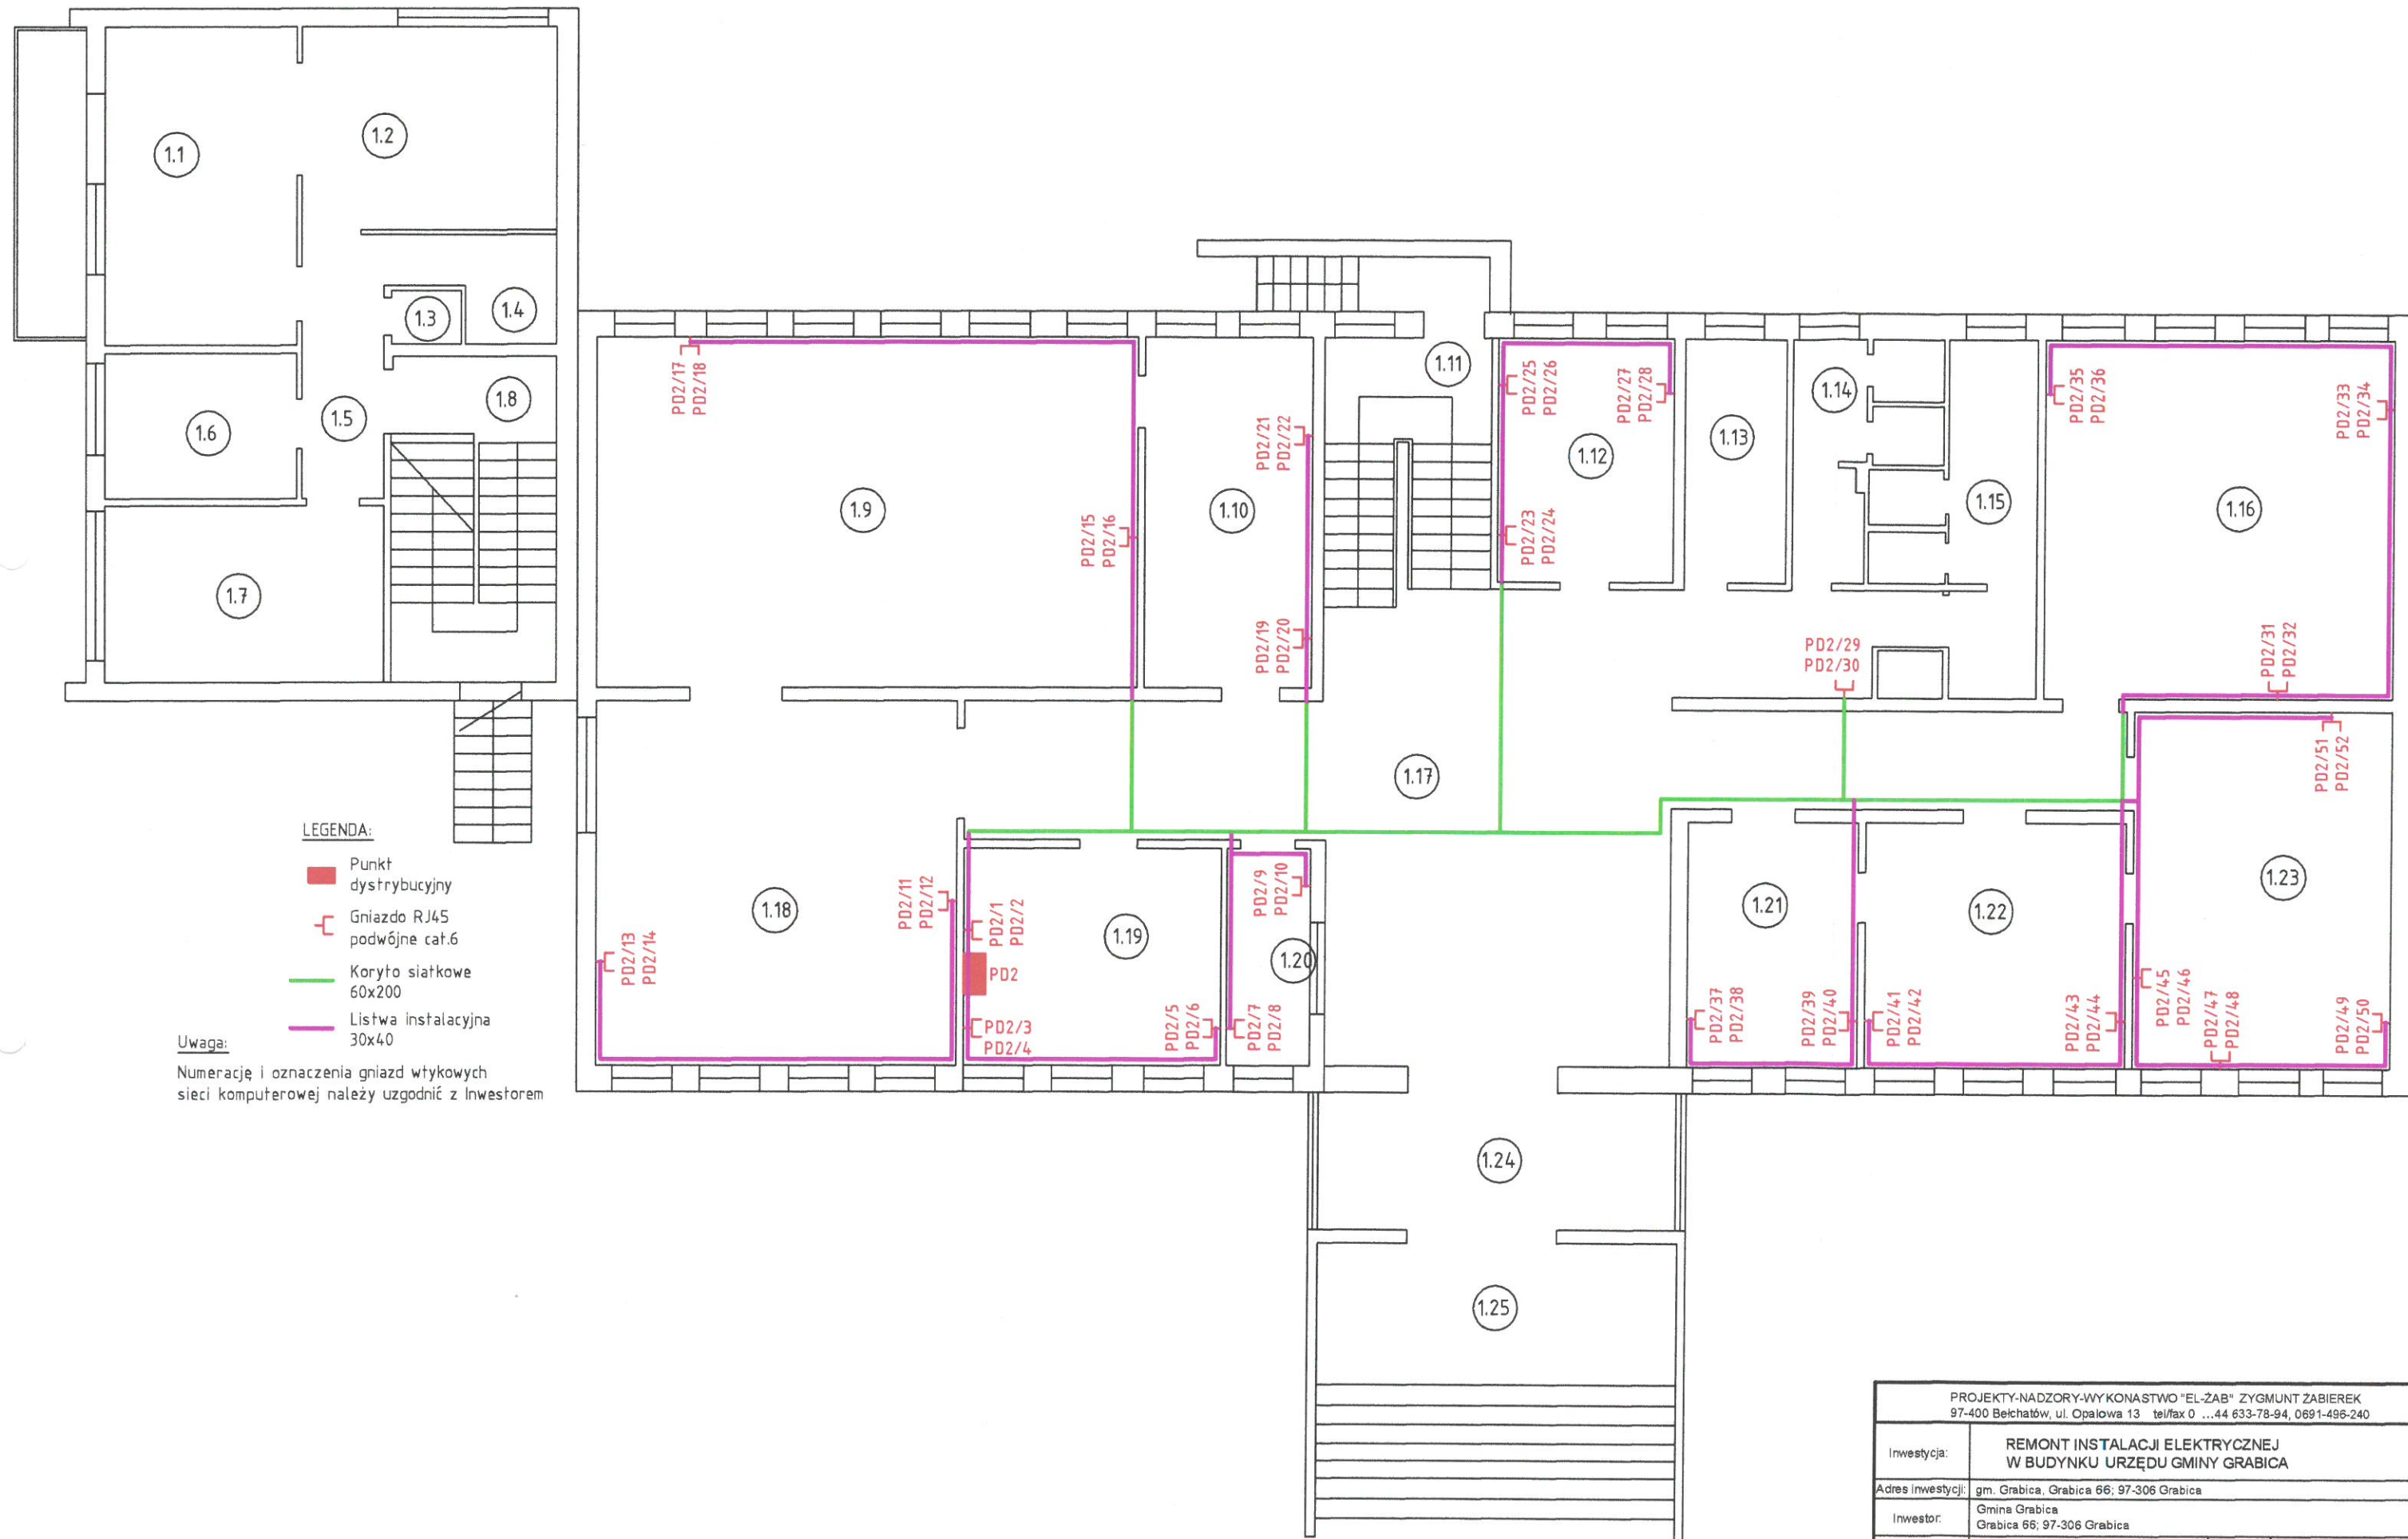 1.1
1.2
1.3
1.4
1.5
1.6
1.7
1.8
1.9
1.10
1.11
1.12
1.13
1.14
1.15
1.16
1.17
1.18
1.19
1.20
1.21
1.22
1.23
1.24
1.25
PD2/17
PD2/18
PD2/15
PD2/16
PD2/21
PD2/22
PD2/19
PD2/20
PD2/25
PD2/26
PD2/27
PD2/28
PD2/23
PD2/24
PD2/29
PD2/30
PD2/35
PD2/36
PD2/33
PD2/34
PD2/31
PD2/32
PD2/51
PD2/52
PD2/13
PD2/14
PD2/11
PD2/12
PD2/1
PD2/2
PD2
PD2/3
PD2/4
PD2/5
PD2/6
PD2/9
PD2/10
PD2/7
PD2/8
PD2/37
PD2/38
PD2/39
PD2/40
PD2/41
PD2/42
PD2/43
PD2/44
PD2/45
PD2/46
PD2/47
PD2/48
PD2/49
PD2/50
LEGENDA:
Punkt
dystrybucyjny
Gniazdo RJ45
podwójne cat.6
Koryto siatkowe
60x200
Listwa instalacyjna
30x40
Uwaga:
Numerację i oznaczenia gniazd wtykowych
sieci komputerowej należy uzgodnić z Inwestorem
PROJEKTY-NADZORY-WYKONASTWO "EL-ŻAB" ZYGMUNT ŻABIEREK
97-400 Bełchatów, ul. Opalowa 13 tel/fax 0 ...44 633-78-94, 0691-496-240
Inwestycja: REMONT INSTALACJI ELEKTRYCZNEJ
W BUDYNKU URZĘDU GMINY GRABICA
Adres inwestycji: gm. Grabica, Grabica 66; 97-306 Grabica
Inwestor: Gmina Grabica
Grabica 66; 97-306 Grabica